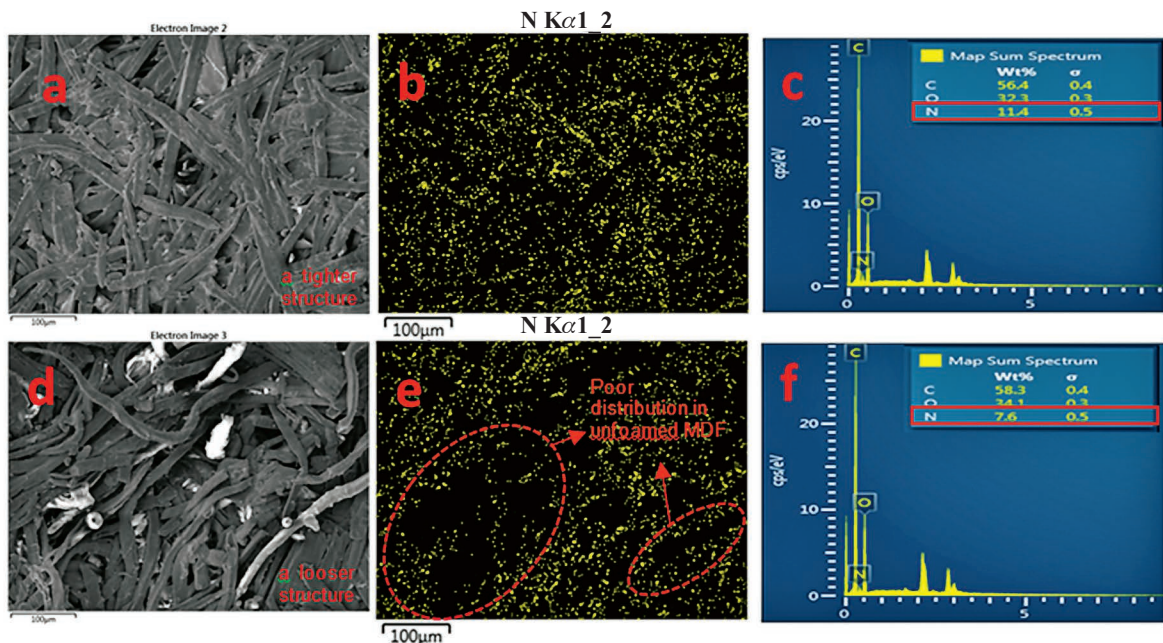 Electron Image 2
a
a tighter
structure
100μm
N Kα1_2
b
100μm
c
Map Sum Spectrum
Wt% σ
C 56.4 0.4
O 32.3 0.3
N 11.4 0.5
cps/eV
20
10
0
C
O
N
0 5
Electron Image 3
d
a looser
structure
100μm
N Kα1_2
e
Poor
distribution in
unfoamed MDF
100μm
f
Map Sum Spectrum
Wt% σ
C 58.3 0.4
O 34.1 0.3
N 7.6 0.5
cps/eV
20
10
0
C
O
N
0 5